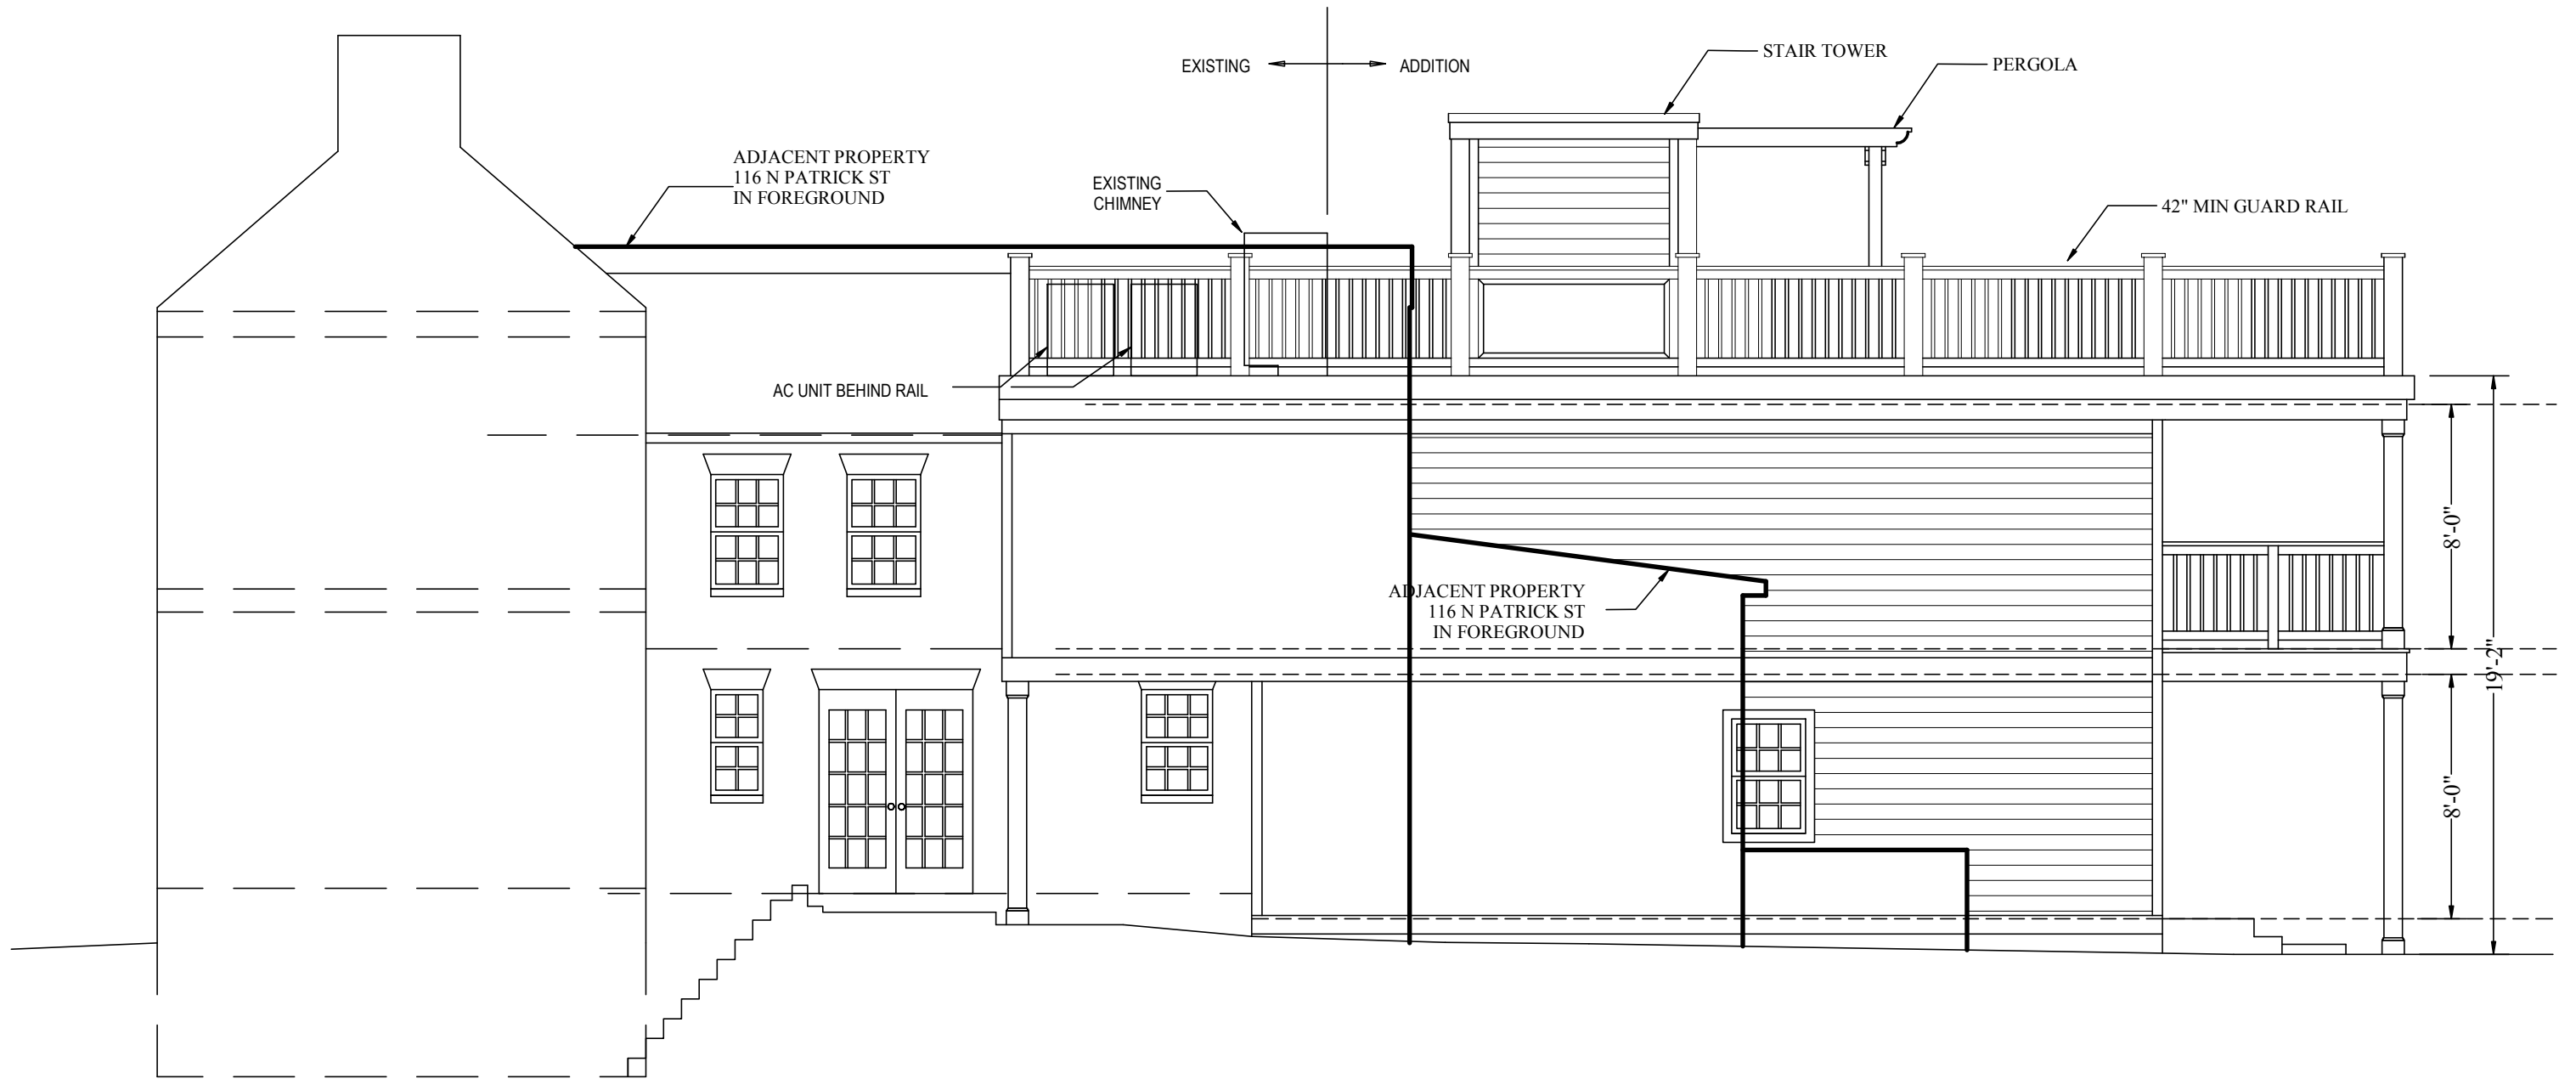 STAIR TOWER
EXISTING
ADDITION
PERGOLA
ADJACENT PROPERTY
116 N PATRICK ST
IN FOREGROUND
EXISTING
CHIMNEY
42" MIN GUARD RAIL
AC UNIT BEHIND RAIL
8'-0"
ADJACENT PROPERTY
116 N PATRICK ST
IN FOREGROUND
19'-2"
8'-0"